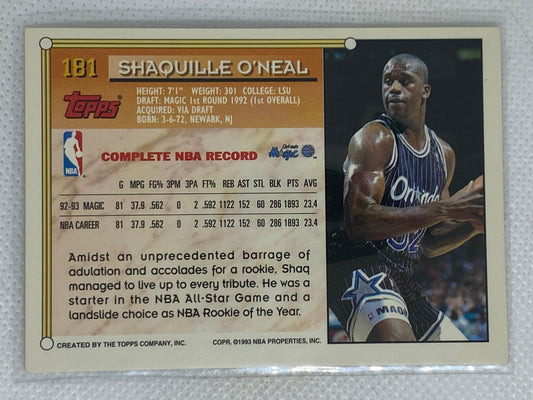 181
SHAQUILLE O'NEAL
HEIGHT: 7'1" WEIGHT: 301 COLLEGE: LSU
DRAFT: MAGIC 1st ROUND 1992 (1st OVERALL)
ACQUIRED: VIA DRAFT
BORN: 3-6-72, NEWARK, NJ
Topps
NBA
COMPLETE NBA RECORD
Orlando
Magic
G MPG FG% 3PM 3PA FT% REB AST STL BLK PTS AVG
92-93 MAGIC 81 37.9 .562 0 2 .592 1122 152 60 286 1893 23.4
NBA CAREER 81 37.9 .562 0 2 .592 1122 152 60 286 1893 23.4
Amidst an unprecedented barrage of
adulation and accolades for a rookie, Shaq
managed to live up to every tribute. He was a
starter in the NBA All-Star Game and a
landslide choice as NBA Rookie of the Year.
CREATED BY THE TOPPS COMPANY, INC.
COPR. ©1993 NBA PROPERTIES, INC.
Orlando
32
MAGIC